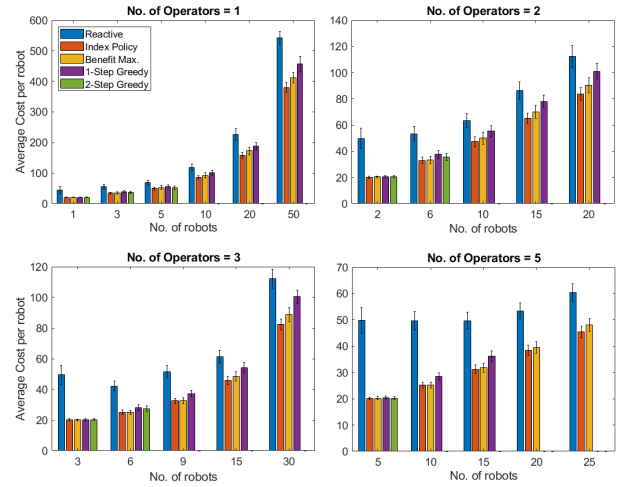 No. of Operators = 1
600
500
400
300
200
100
0
Average Cost per robot
Reactive
Index Policy
Benefit Max.
1-Step Greedy
2-Step Greedy
1 3 5 10 20 50
No. of robots
No. of Operators = 2
140
120
100
80
60
40
20
0
2 6 10 15 20
No. of robots
No. of Operators = 3
120
100
80
60
40
20
0
Average Cost per robot
3 6 9 15 30
No. of robots
No. of Operators = 5
70
60
50
40
30
20
10
0
5 10 15 20 25
No. of robots